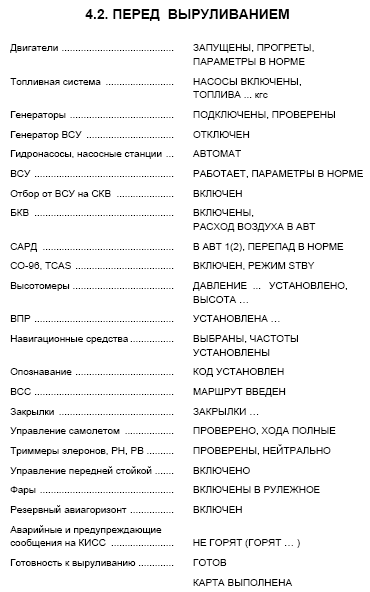 4.2. ПЕРЕД ВЫРУЛИВАНИЕМ
Двигатели ........................................ ЗАПУЩЕНЫ, ПРОГРЕТЫ,
ПАРАМЕТРЫ В НОРМЕ
Топливная система ......................... НАСОСЫ ВКЛЮЧЕНЫ,
ТОПЛИВА ... кгс
Генераторы ...................................... ПОДКЛЮЧЕНЫ, ПРОВЕРЕНЫ
Генератор ВСУ ................................ ОТКЛЮЧЕН
Гидронасосы, насосные станции ... АВТОМАТ
ВСУ .................................................. РАБОТАЕТ, ПАРАМЕТРЫ В НОРМЕ
Отбор от ВСУ на СКВ ..................... ВКЛЮЧЕН
БКВ .................................................. ВКЛЮЧЕНЫ,
РАСХОД ВОЗДУХА В АВТ
САРД ................................................ В АВТ 1(2), ПЕРЕПАД В НОРМЕ
СО-96, TCAS .................................... ВКЛЮЧЕН, РЕЖИМ STBY
Высотомеры .................................... ДАВЛЕНИЕ ... УСТАНОВЛЕНО,
ВЫСОТА ...
ВПР .................................................. УСТАНОВЛЕНА ...
Навигационные средства ............... ВЫБРАНЫ, ЧАСТОТЫ
УСТАНОВЛЕНЫ
Опознавание ................................... КОД УСТАНОВЛЕН
ВСС .................................................. МАРШРУТ ВВЕДЕН
Закрылки ......................................... ЗАКРЫЛКИ ...
Управление самолетом .................. ПРОВЕРЕНО, ХОДА ПОЛНЫЕ
Триммеры элеронов, РН, РВ .......... ПРОВЕРЕНЫ, НЕЙТРАЛЬНО
Управление передней стойкой ....... ВКЛЮЧЕНО
Фары ................................................ ВКЛЮЧЕНЫ В РУЛЕЖНОЕ
Резервный авиагоризонт ................ ВКЛЮЧЕН
Аварийные и предупреждающие
сообщения на КИСС ....................... НЕ ГОРЯТ (ГОРЯТ ... )
Готовность к выруливанию ............. ГОТОВ
КАРТА ВЫПОЛНЕНА